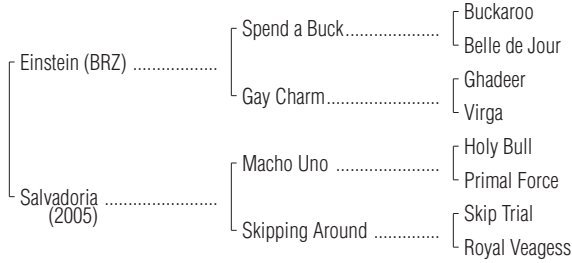 Buckaroo
Spend a Buck....................
Belle de Jour
Einstein (BRZ) ..................
Ghadeer
Gay Charm........................
Virga
Holy Bull
Macho Uno ......................
Primal Force
Salvadoria ........................
(2005)
Skip Trial
Skipping Around ..............
Royal Veagess